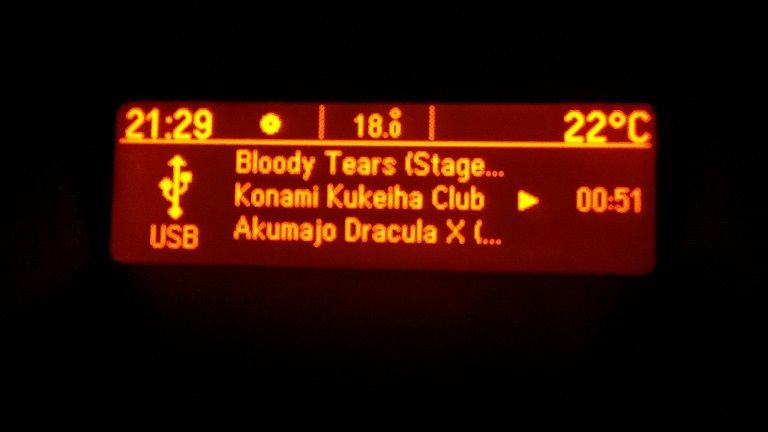 21:29 18.0° 22°C
Bloody Tears (Stage...
Konami Kukeiha Club 00:51
Akumajo Dracula X (...
USB